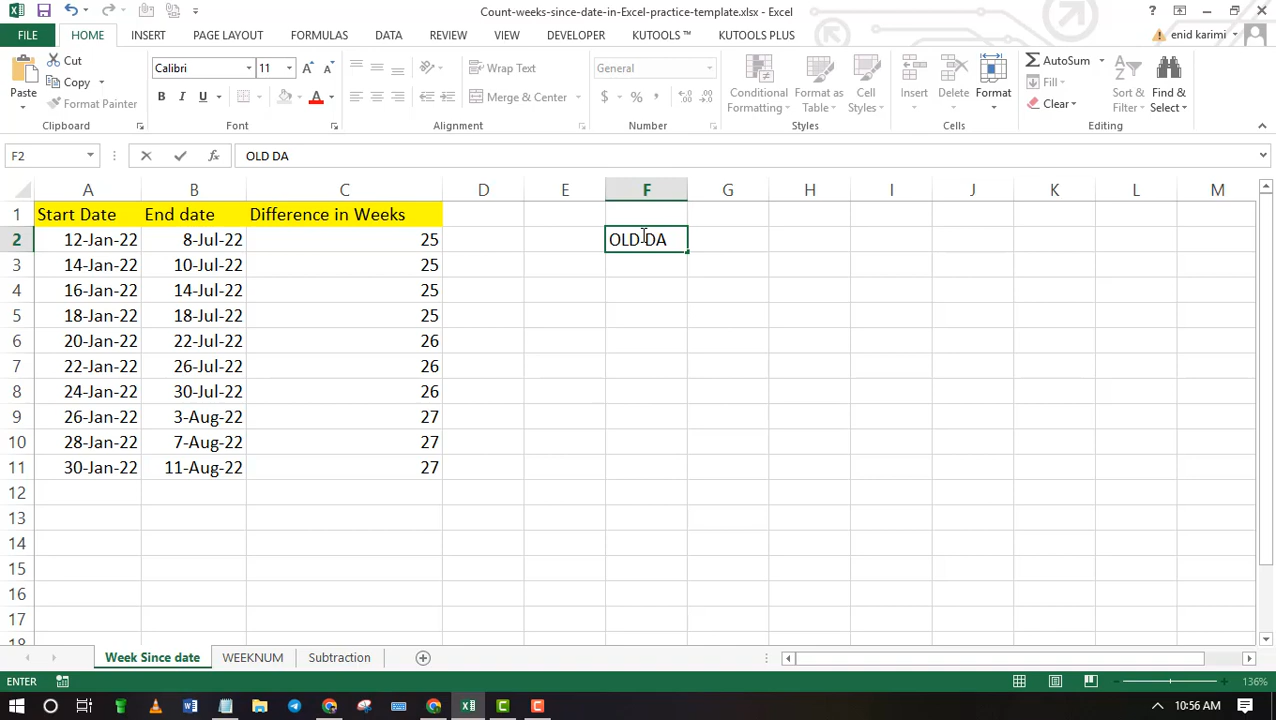 Count-weeks-since-date-in-Excel-practice-template.xlsx - Excel
FILE HOME INSERT PAGE LAYOUT FORMULAS DATA REVIEW VIEW DEVELOPER KUTOOLS ™ KUTOOLS PLUS enid karimi
Paste Cut Copy Format Painter
Clipboard
Calibri 11
B I U
Font
Wrap Text
Merge & Center
Alignment
General
$ %
Number
Conditional Formatting Format as Table Cell Styles
Styles
Insert Delete Format
Cells
AutoSum
Fill
Clear
Sort & Filter Find & Select
Editing
F2 fx OLD DA
A B C D E F G H I J K L M
1 Start Date End date Difference in Weeks
2 12-Jan-22 8-Jul-22 25 OLD DA
3 14-Jan-22 10-Jul-22 25
4 16-Jan-22 14-Jul-22 25
5 18-Jan-22 18-Jul-22 25
6 20-Jan-22 22-Jul-22 26
7 22-Jan-22 26-Jul-22 26
8 24-Jan-22 30-Jul-22 26
9 26-Jan-22 3-Aug-22 27
10 28-Jan-22 7-Aug-22 27
11 30-Jan-22 11-Aug-22 27
12
13
14
15
16
17
18
Week Since date WEEKNUM Subtraction
ENTER 136%
10:56 AM